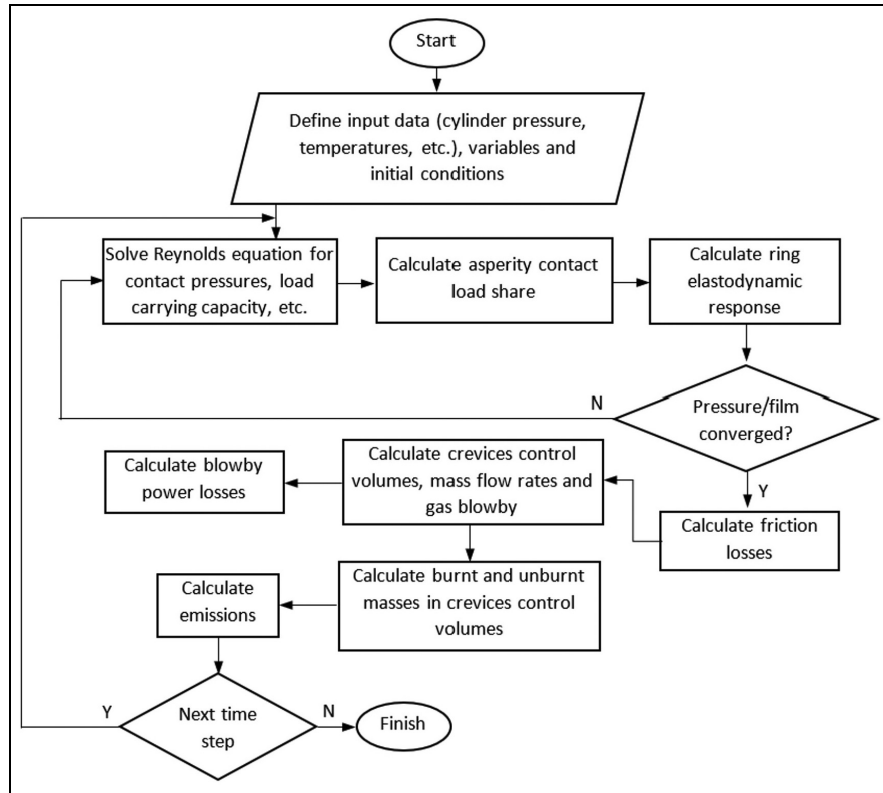 Start
Define input data (cylinder pressure,
temperatures, etc.), variables and
initial conditions
Solve Reynolds equation for
contact pressures, load
carrying capacity, etc.
Calculate asperity contact
load share
Calculate ring
elastodynamic
response
N
Pressure/film
converged?
Y
Calculate blowby
power losses
Calculate crevices control
volumes, mass flow rates and
gas blowby
Calculate friction
losses
Calculate
emissions
Calculate burnt and unburnt
masses in crevices control
volumes
Y
Next time
step
N
Finish